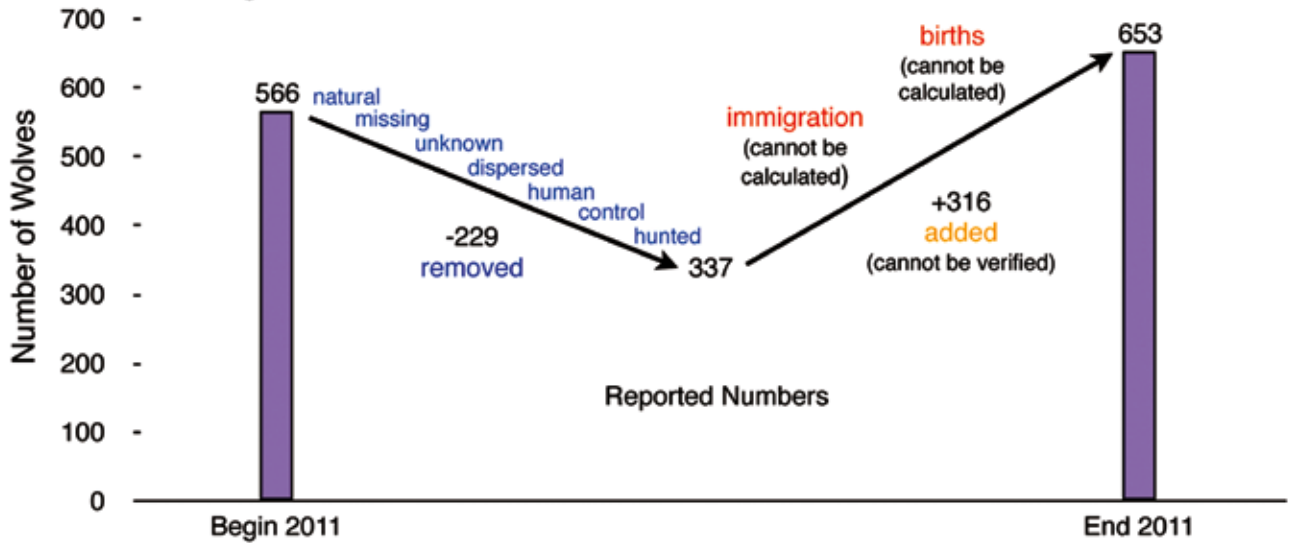 700 -
600 -
500 -
400 -
300 -
200 -
100 -
0
Number of Wolves
566
natural
missing
unknown
dispersed
human
control
hunted
-229
removed
337
immigration
(cannot be
calculated)
births
(cannot be
calculated)
+316
added
(cannot be verified)
653
Reported Numbers
Begin 2011
End 2011